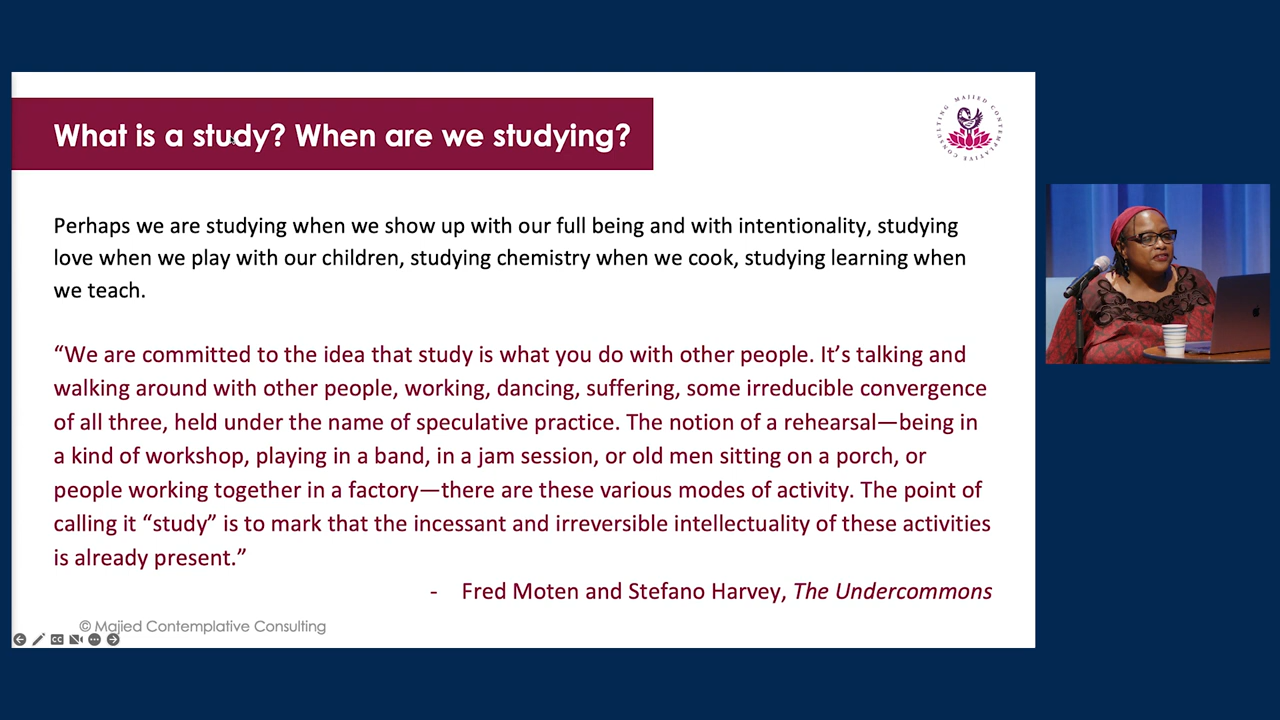 What is a study? When are we studying?
MAJIED CONTEMPLATIVE CONSULTING
Perhaps we are studying when we show up with our full being and with intentionality, studying
love when we play with our children, studying chemistry when we cook, studying learning when
we teach.
“We are committed to the idea that study is what you do with other people. It’s talking and
walking around with other people, working, dancing, suffering, some irreducible convergence
of all three, held under the name of speculative practice. The notion of a rehearsal—being in
a kind of workshop, playing in a band, in a jam session, or old men sitting on a porch, or
people working together in a factory—there are these various modes of activity. The point of
calling it “study” is to mark that the incessant and irreversible intellectuality of these activities
is already present.”
- Fred Moten and Stefano Harvey, The Undercommons
© Majied Contemplative Consulting
CC